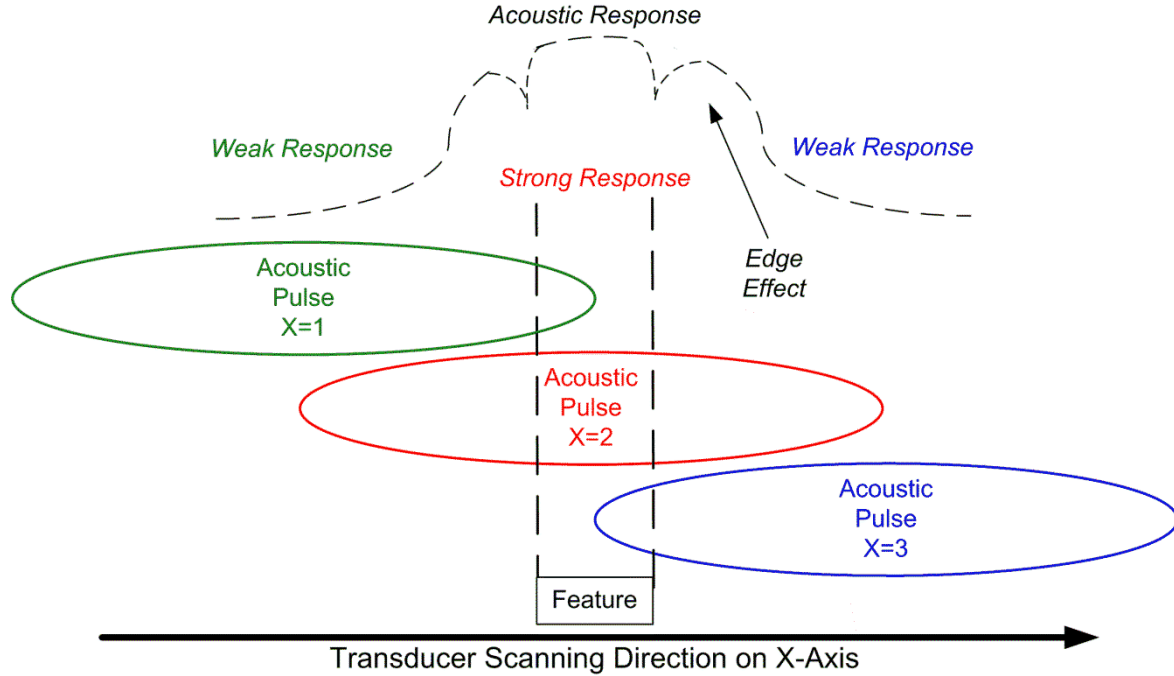 Acoustic Response
Weak Response
Weak Response
Strong Response
Edge
Effect
Acoustic
Pulse
X=1
Acoustic
Pulse
X=2
Acoustic
Pulse
X=3
Feature
Transducer Scanning Direction on X-Axis